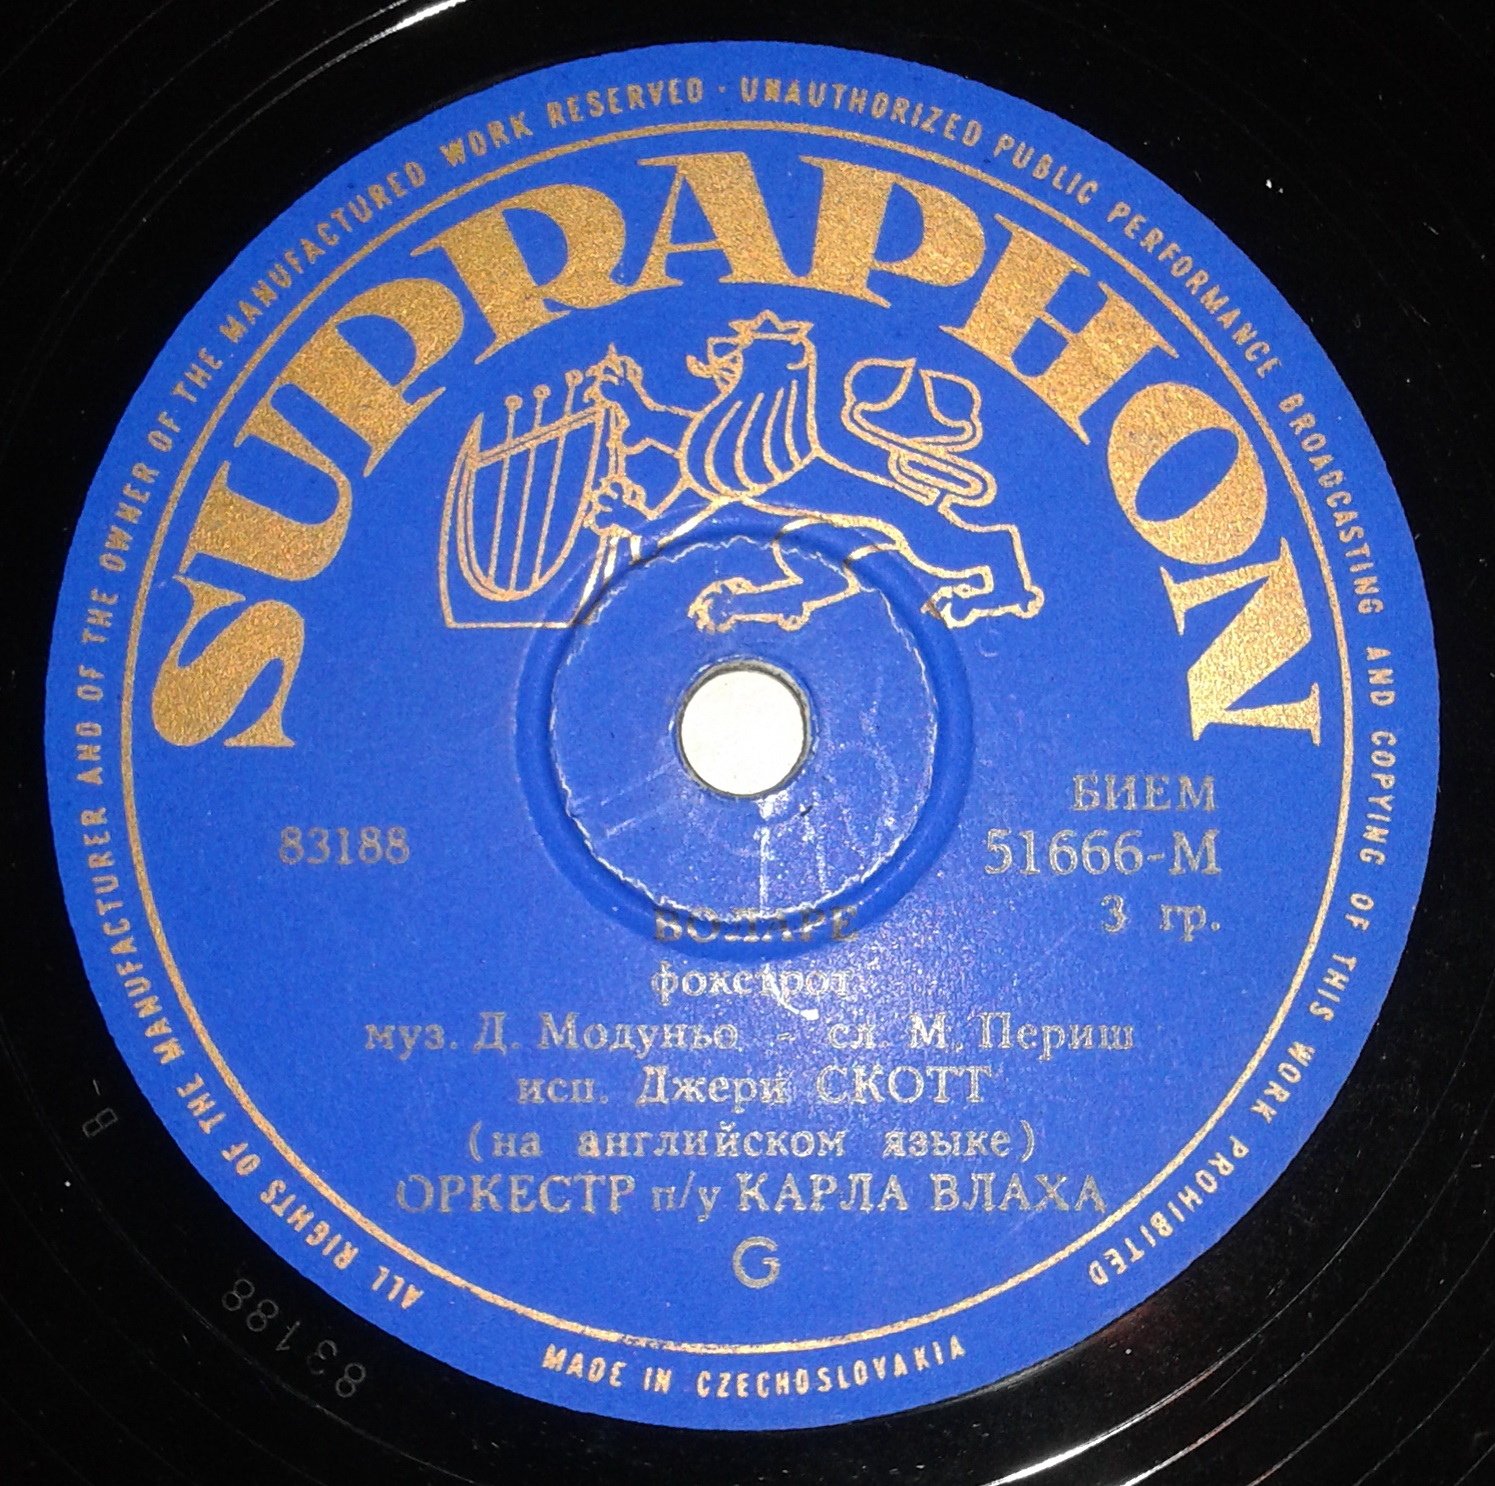 ALL RIGHTS OF THE MANUFACTURER AND OF THE OWNER OF THE MANUFACTURED WORK RESERVED · UNAUTHORIZED PUBLIC PERFORMANCE BROADCASTING AND COPYING OF THIS WORK PROHIBITED
SUPRAPHON
БИЕМ
83188
51666-М
3 гр.
ВОЛАРЕ
фокстрот
муз. Д. Модуньо - сл. М. Периш
исп. Джери СКОТТ
(на английском языке)
ОРКЕСТР п/у КАРЛА ВЛАХА
G
MADE IN CZECHOSLOVAKIA
83188